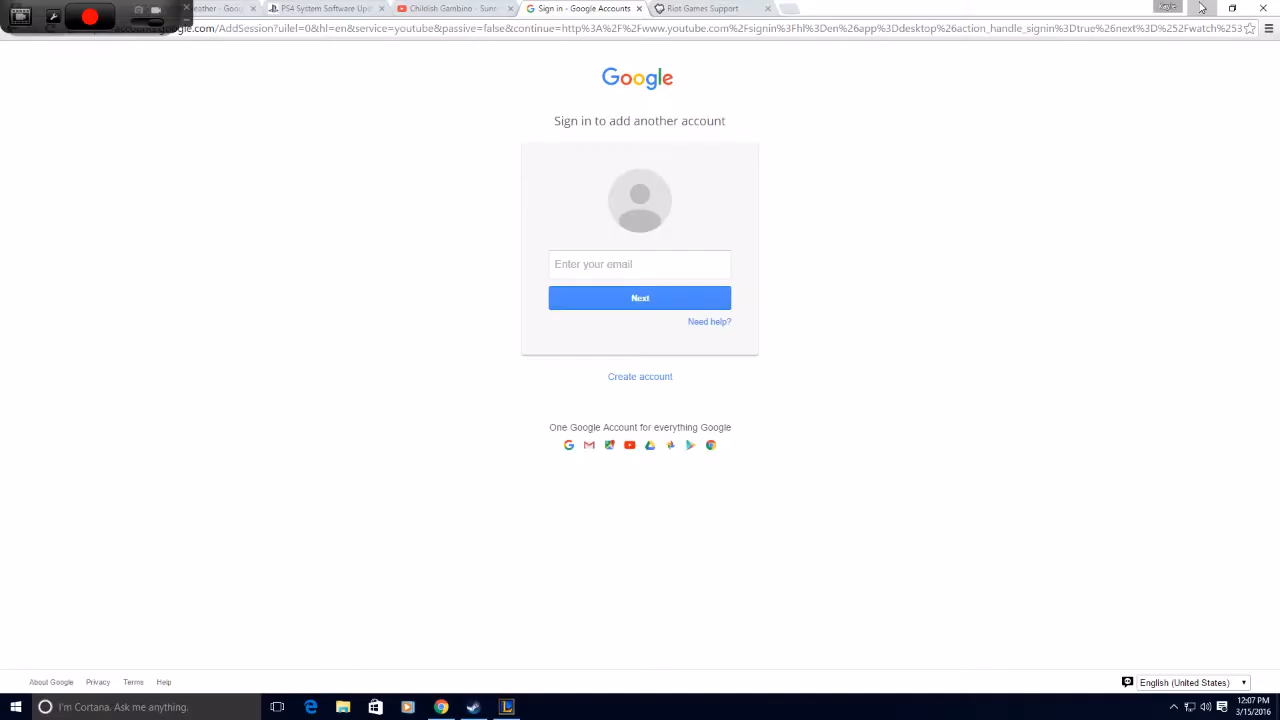 eather - Goog
PS4 System Software Upd
Childish Gambino - Sunr
Sign in - Google Accounts
Riot Games Support
google.com/AddSession?uilel=0&hl=en&service=youtube&passive=false&continue=http%3A%2F%2Fwww.youtube.com%2Fsignin%3Fhl%3Den%26app%3Ddesktop%26action_handle_signin%3Dtrue%26next%3D%252Fwatch%253
Google
Sign in to add another account
Enter your email
Next
Need help?
Create account
One Google Account for everything Google
About Google Privacy Terms Help
English (United States)
I'm Cortana. Ask me anything.
12:07 PM
3/15/2016